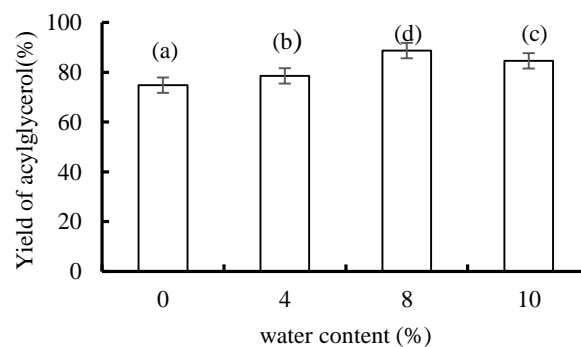 100
80
60
40
20
0
Yield of acylglycerol(%)
(a)
(b)
(d)
(c)
0 4 8 10
water content (%)